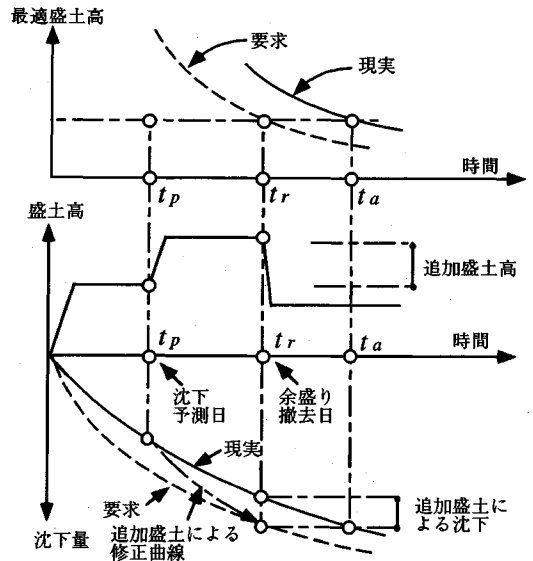 最適盛土高
要求
現実
時間
tp
tr
ta
盛土高
追加盛土高
時間
tp
tr
ta
沈下
予測日
余盛り
撤去日
現実
要求
追加盛土による
修正曲線
追加盛土に
よる沈下
沈下量